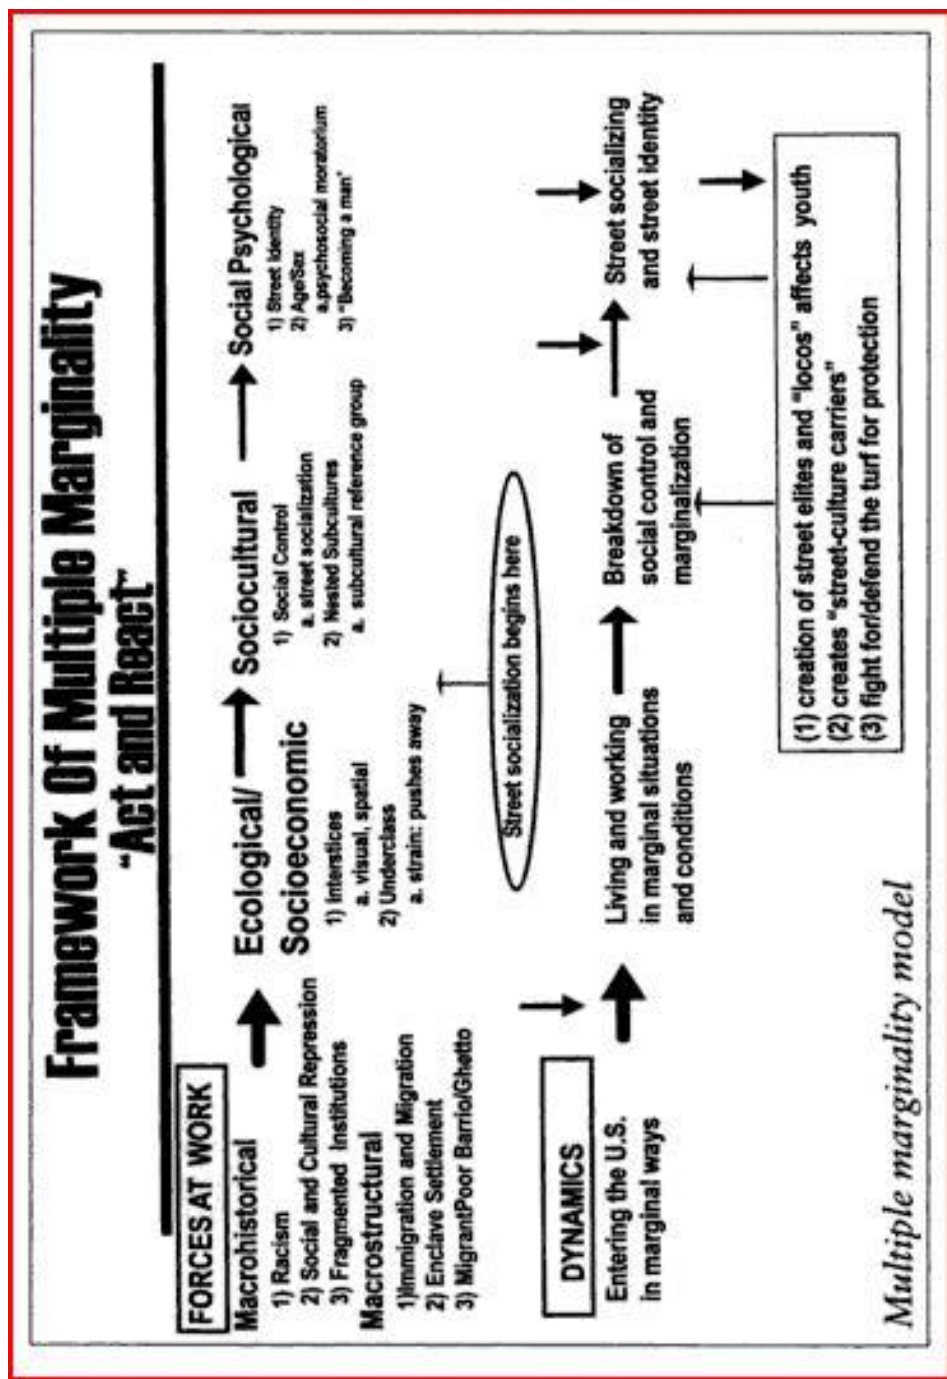 Framework Of Multiple Marginality
“Act and React”
FORCES AT WORK
Macrohistorical
1) Racism
2) Social and Cultural Repression
3) Fragmented Institutions
Macrostructural
1)Immigration and Migration
2) Enclave Settlement
3) MigrantPoor Barrio/Ghetto
Ecological/
Socioeconomic
1) Interstices
a. visual, spatial
2) Underclass
a. strain: pushes away
Sociocultural
1) Social Control
a. street socialization
2) Nested Subcultures
a. subcultural reference group
Social Psychological
1) Street Identity
2) Age/Sex
a.psychosocial moratorium
3) "Becoming a man"
Street socialization begins here
DYNAMICS
Entering the U.S.
in marginal ways
Living and working
in marginal situations
and conditions
Breakdown of
social control and
marginalization
Street socializing
and street identity
(1) creation of street elites and “locos” affects youth
(2) creates “street-culture carriers”
(3) fight for/defend the turf for protection
Multiple marginality model